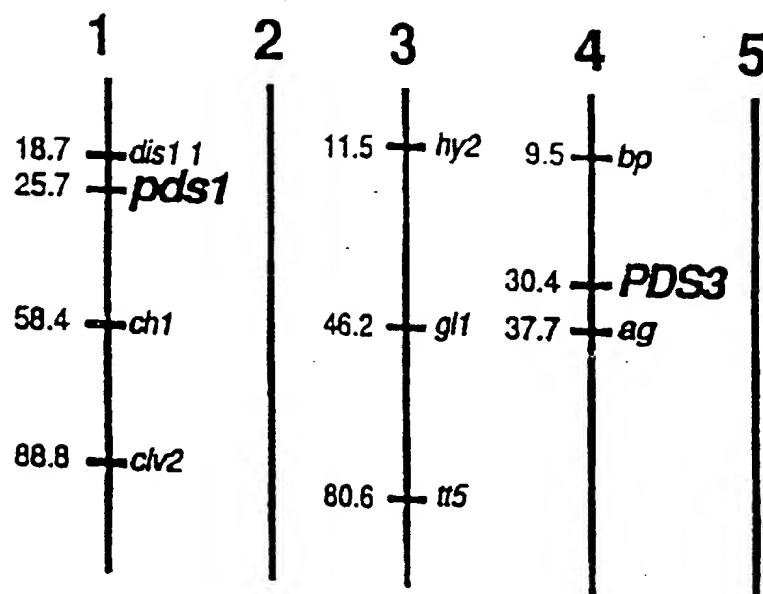 1 2 3 4 5
18.7 dis1 1
25.7 pds1
58.4 ch1
88.8 clv2
11.5 hy2
46.2 gl1
80.6 tt5
9.5 bp
30.4 PDS3
37.7 ag